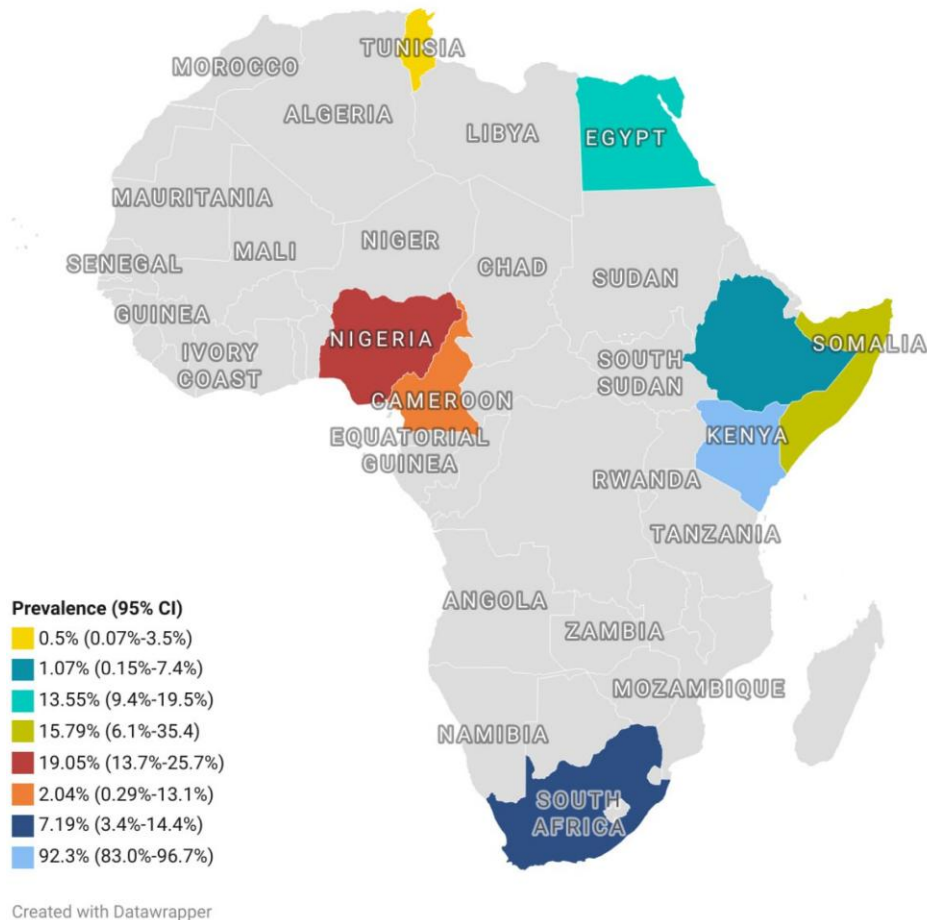 TUNISIA
MOROCCO
ALGERIA
LIBYA
EGYPT
MAURITANIA
MALI
NIGER
CHAD
SUDAN
SENEGAL
GUINEA
IVORY
COAST
NIGERIA
SOUTH
SUDAN
SOMALIA
CAMEROON
EQUATORIAL
GUINEA
KENYA
RWANDA
TANZANIA
ANGOLA
ZAMBIA
MOZAMBIQUE
NAMIBIA
SOUTH
AFRICA
Prevalence (95% CI)
0.5% (0.07%-3.5%)
1.07% (0.15%-7.4%)
13.55% (9.4%-19.5%)
15.79% (6.1%-35.4)
19.05% (13.7%-25.7%)
2.04% (0.29%-13.1%)
7.19% (3.4%-14.4%)
92.3% (83.0%-96.7%)
Created with Datawrapper